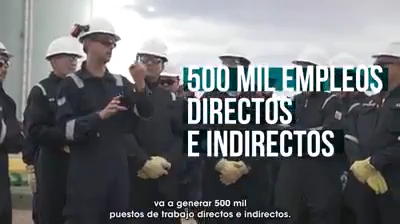 500 MIL EMPLEOS
DIRECTOS
E INDIRECTOS
va a generar 500 mil
puestos de trabajo directos e indirectos.